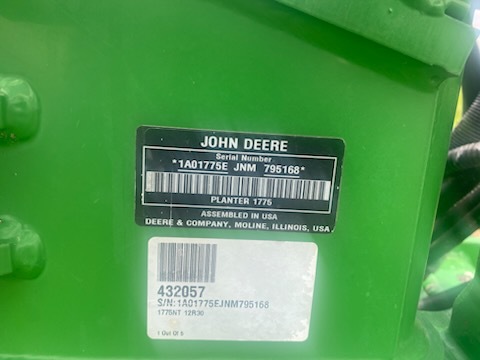 JOHN DEERE
Serial Number
*1A01775E JNM 795168*
PLANTER 1775
ASSEMBLED IN USA
DEERE & COMPANY, MOLINE, ILLINOIS, USA
432057
S/N:1A01775EJNM795168
1775NT 12R30
1 Out Of 6